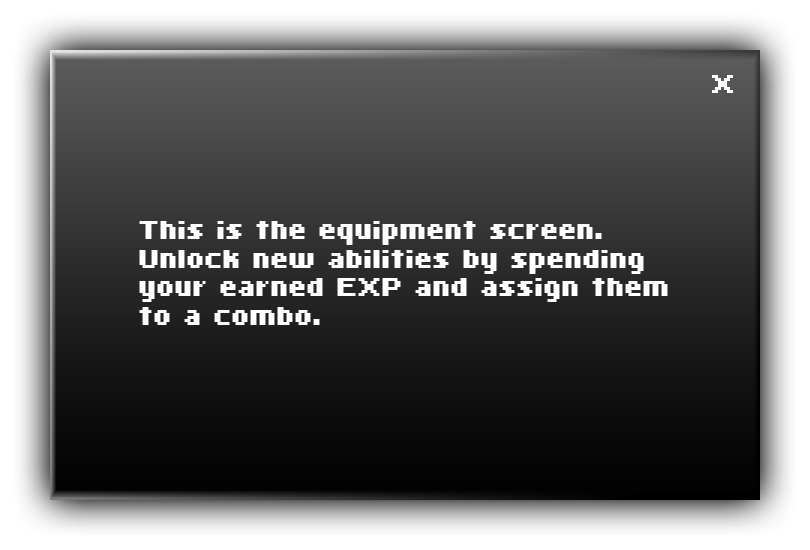 X
This is the equipment screen.
Unlock new abilities by spending
your earned EXP and assign them
to a combo.